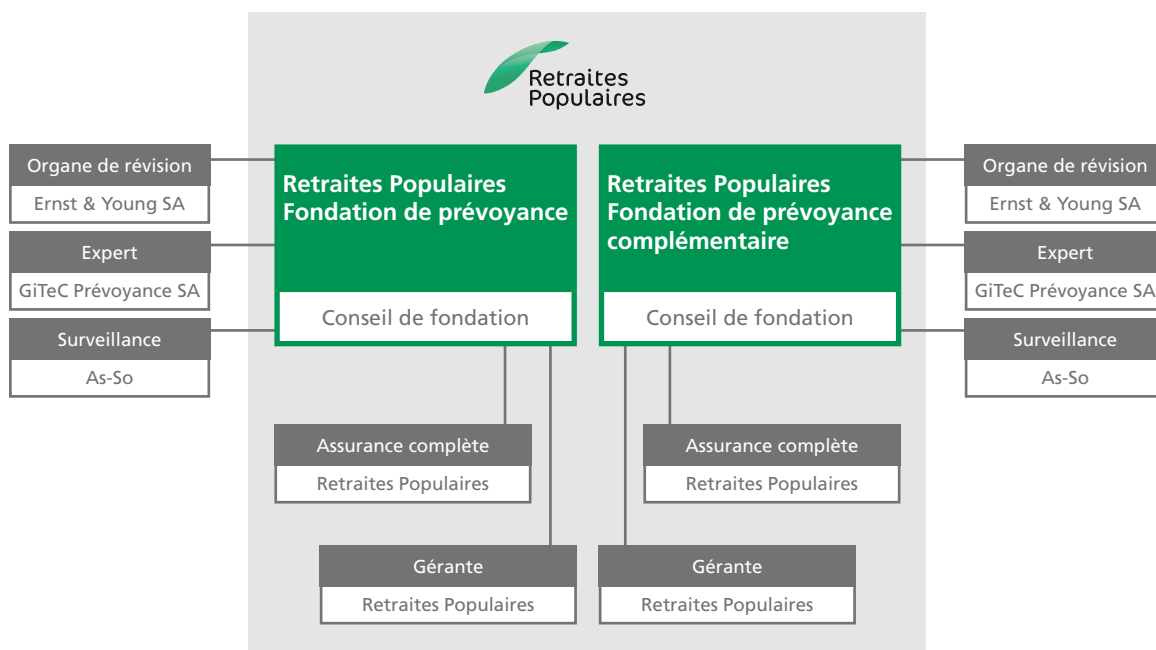 Retraites
Populaires
Organe de révision
Ernst & Young SA
Expert
GiTeC Prévoyance SA
Surveillance
As-So
Retraites Populaires
Fondation de prévoyance
Conseil de fondation
Retraites Populaires
Fondation de prévoyance
complémentaire
Conseil de fondation
Organe de révision
Ernst & Young SA
Expert
GiTeC Prévoyance SA
Surveillance
As-So
Assurance complète
Retraites Populaires
Assurance complète
Retraites Populaires
Gérante
Retraites Populaires
Gérante
Retraites Populaires